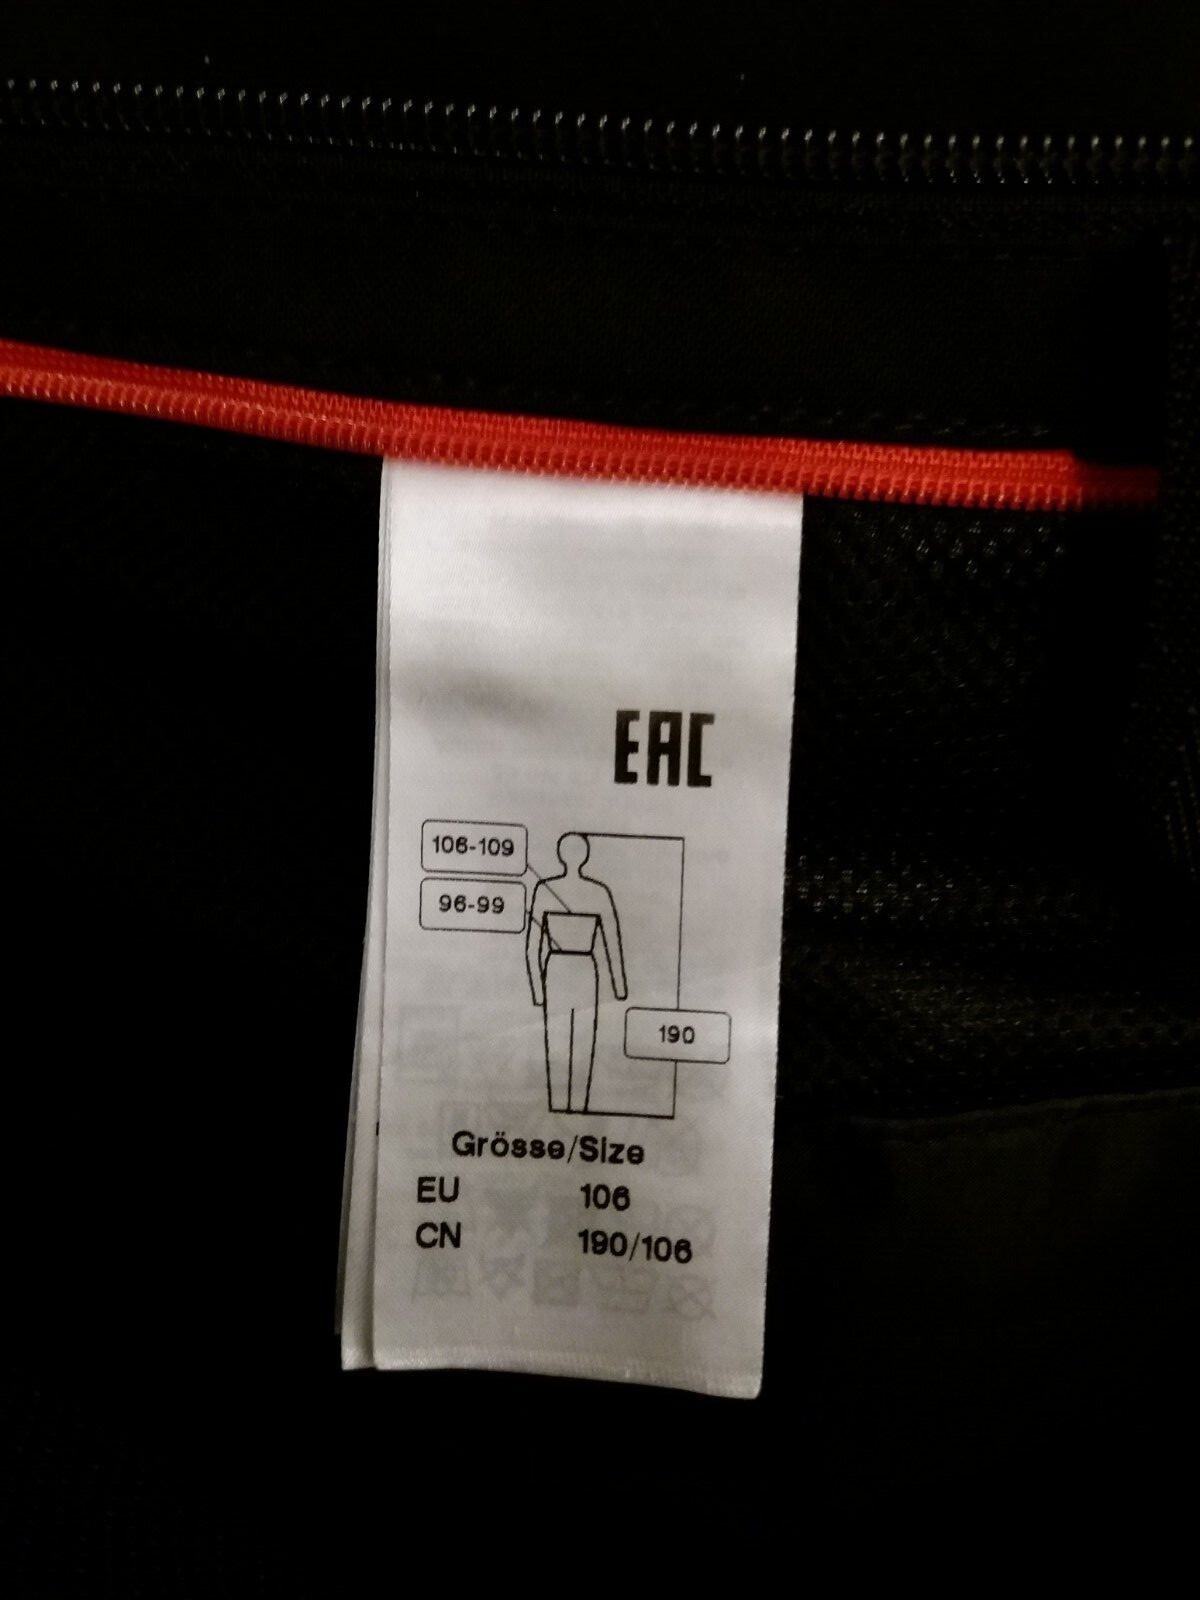 EAC
106-109
96-99
190
Grösse/Size
EU 106
CN 190/106